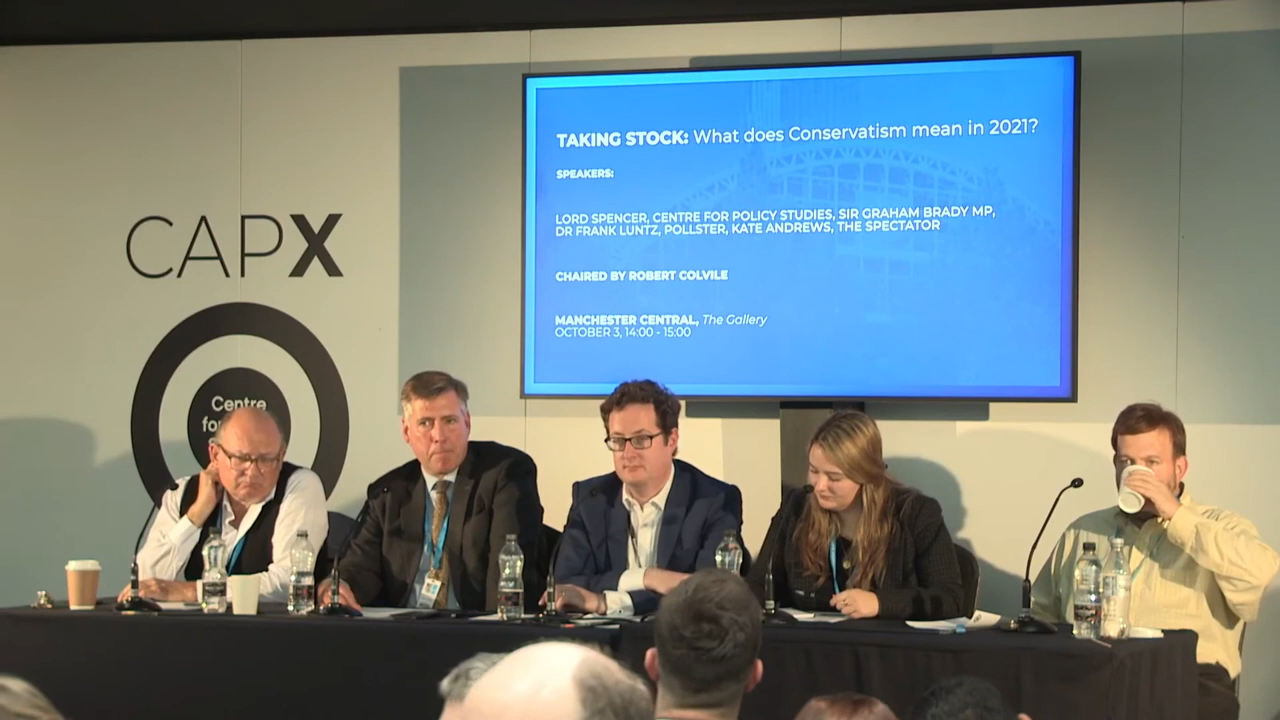 TAKING STOCK: What does Conservatism mean in 2021?
SPEAKERS:
LORD SPENCER, CENTRE FOR POLICY STUDIES, SIR GRAHAM BRADY MP,
DR FRANK LUNTZ, POLLSTER, KATE ANDREWS, THE SPECTATOR
CHAIRED BY ROBERT COLVILE
MANCHESTER CENTRAL, The Gallery
OCTOBER 3, 14:00 - 15:00
CAPX
Centre